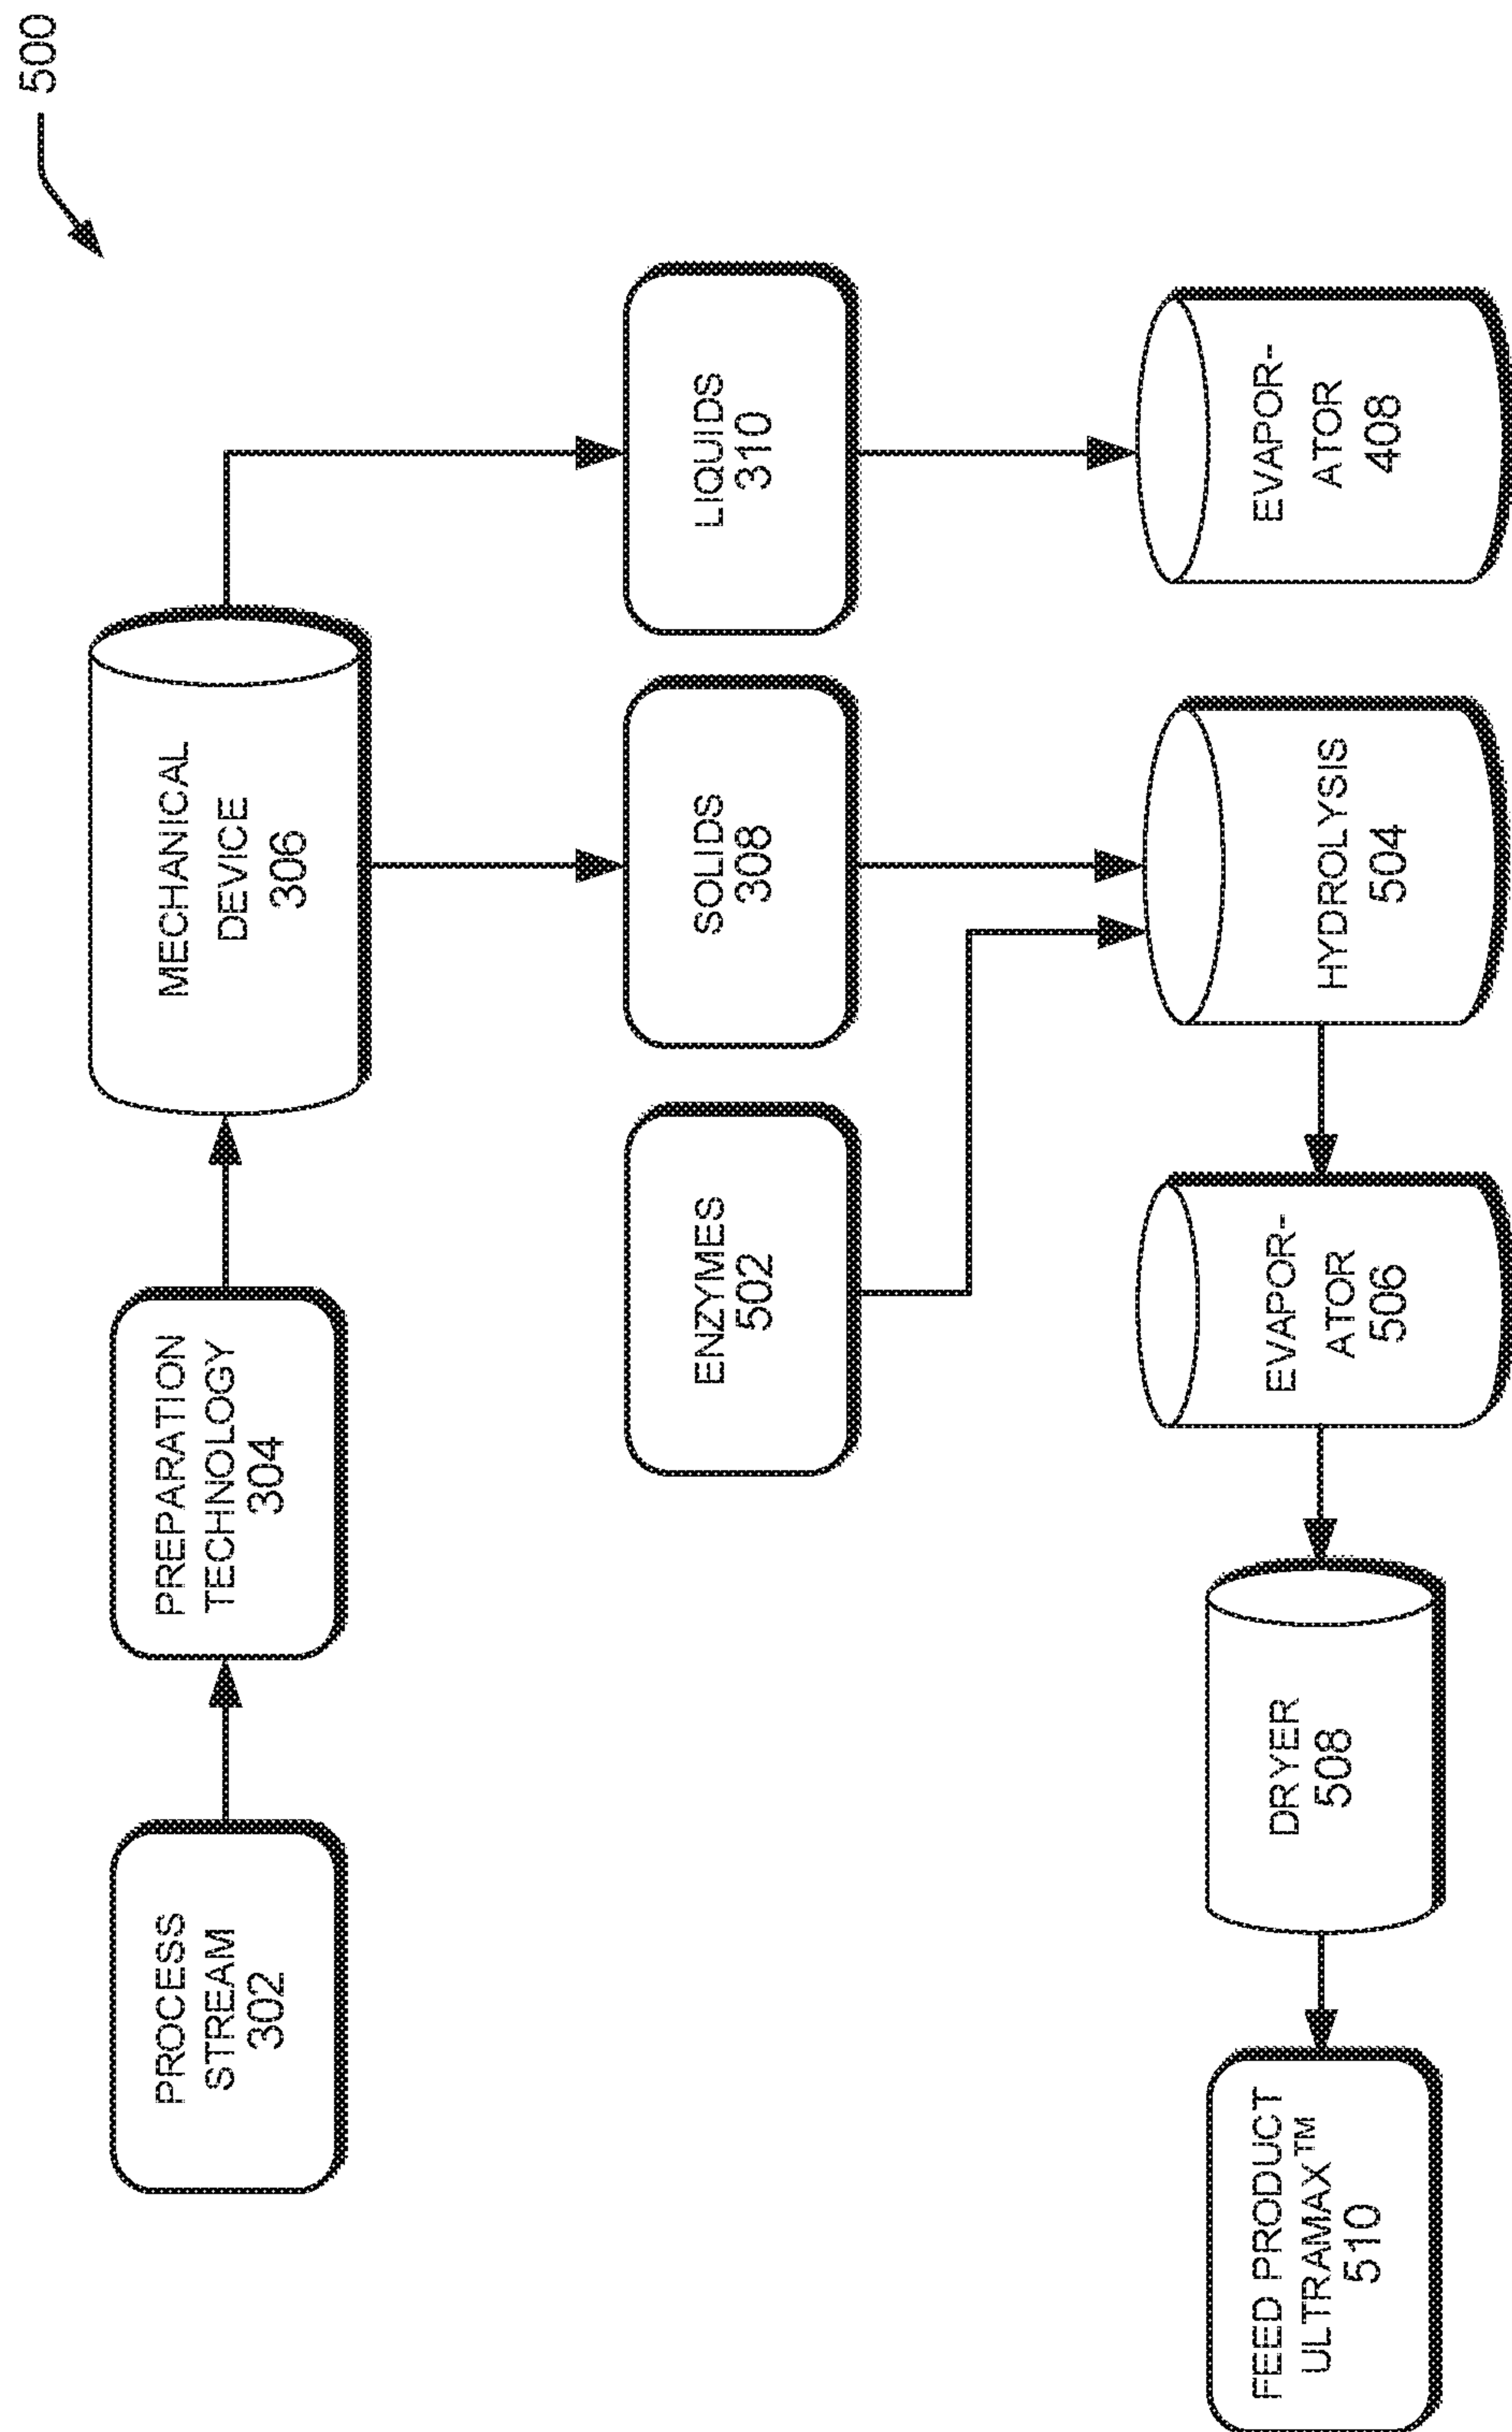 500
PROCESS
STREAM
302
PREPARATION
TECHNOLOGY
304
MECHANICAL
DEVICE
306
ENZYMES
502
SOLIDS
308
LIQUIDS
310
FEED PRODUCT
ULTRAMAX™
510
DRYER
508
EVAPOR-
ATOR
506
HYDROLYSIS
504
EVAPOR-
ATOR
408